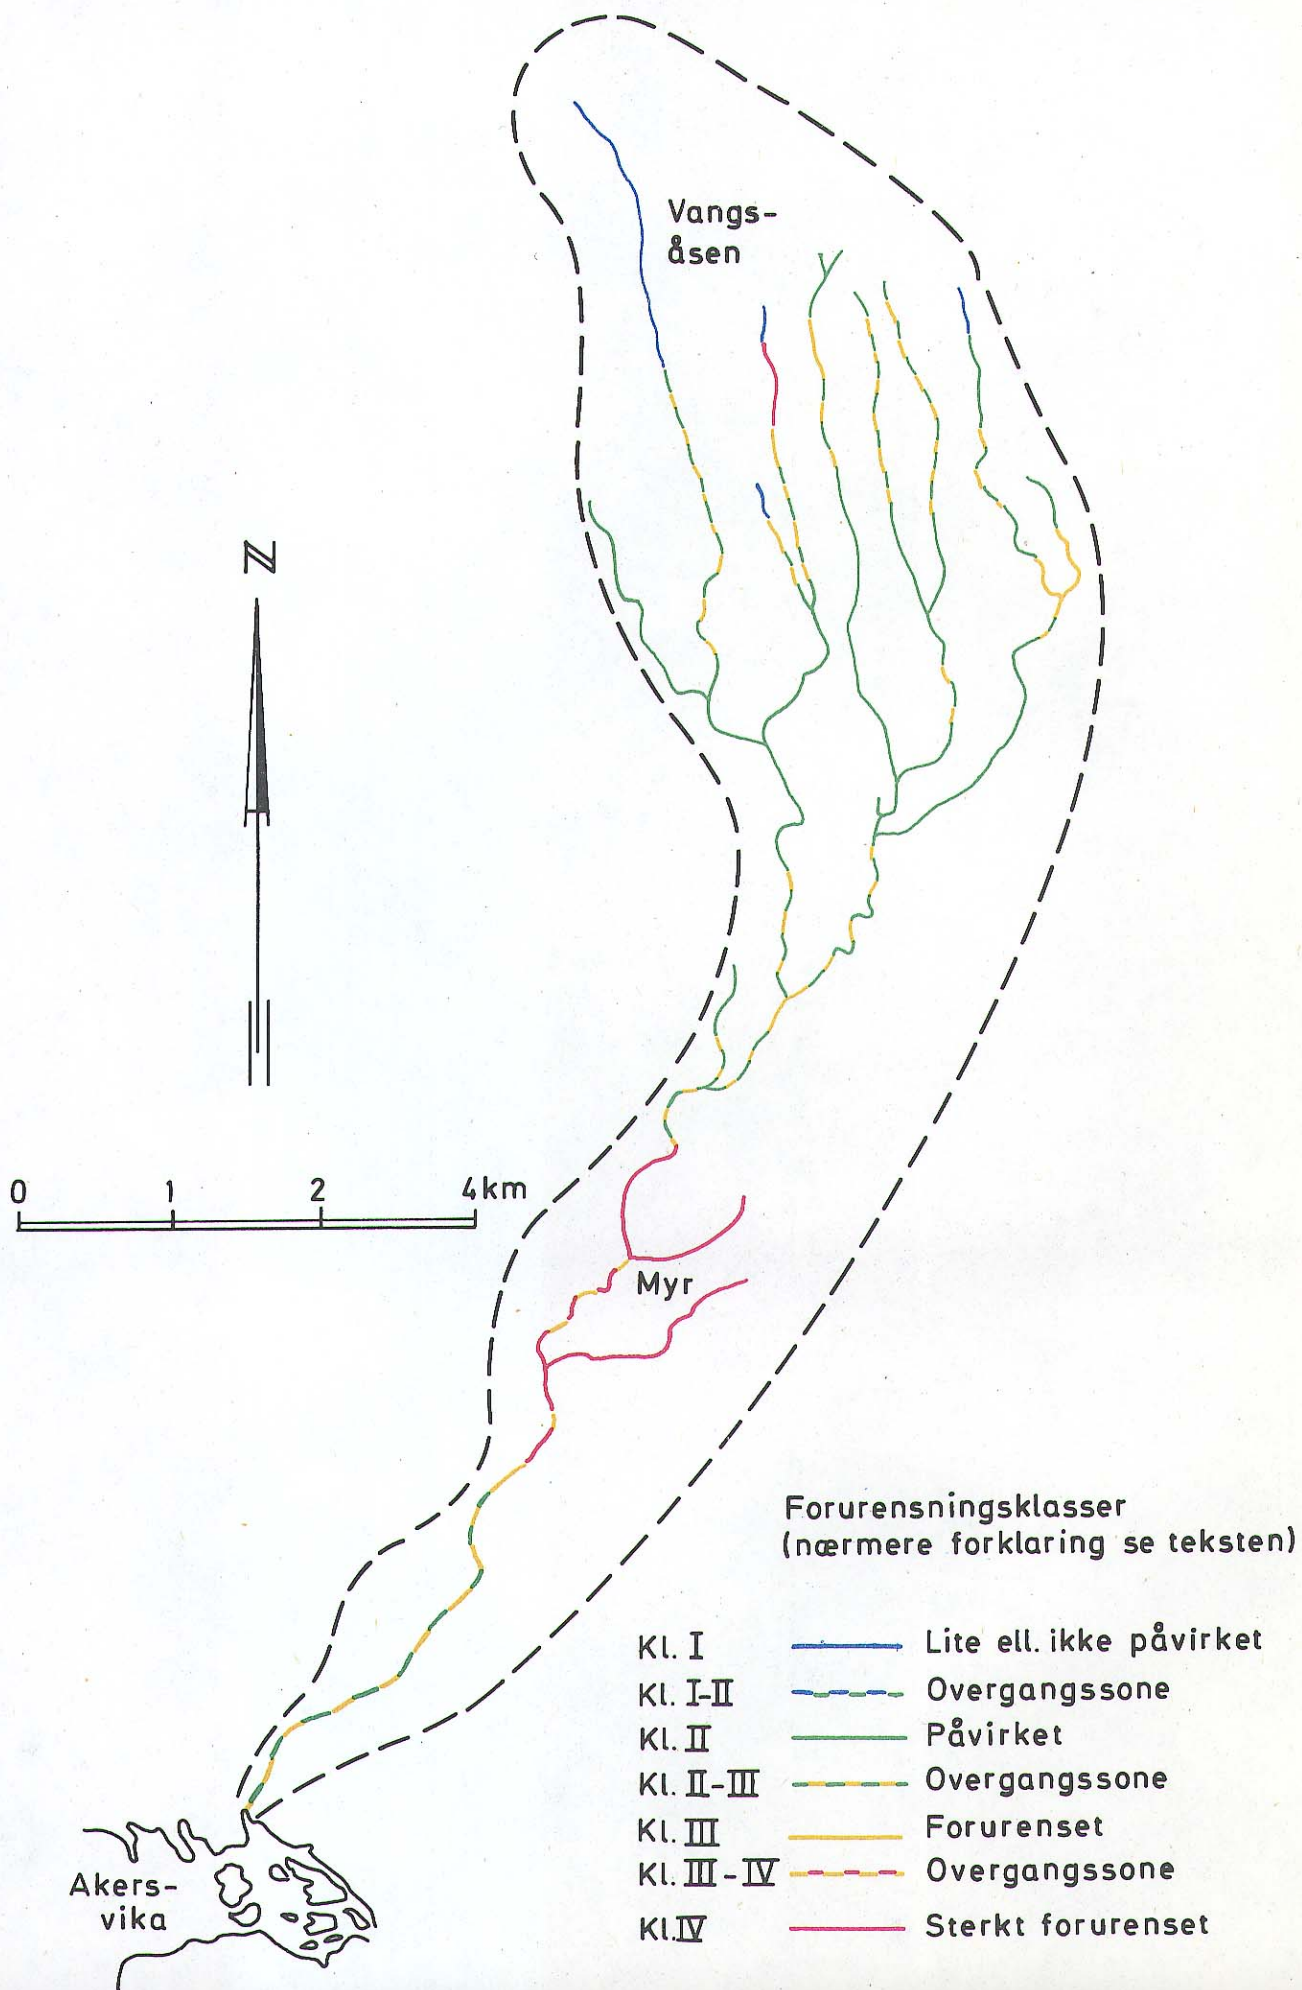 Vangs-
åsen
N
0 1 2 4km
Myr
Forurensningsklasser
(nærmere forklaring se teksten)
Kl. I Lite ell. ikke påvirket
Kl. I-II Overgangssone
Kl. II Påvirket
Kl. II-III Overgangssone
Kl. III Forurenset
Kl. III-IV Overgangssone
Kl. IV Sterkt forurenset
Akers-
vika